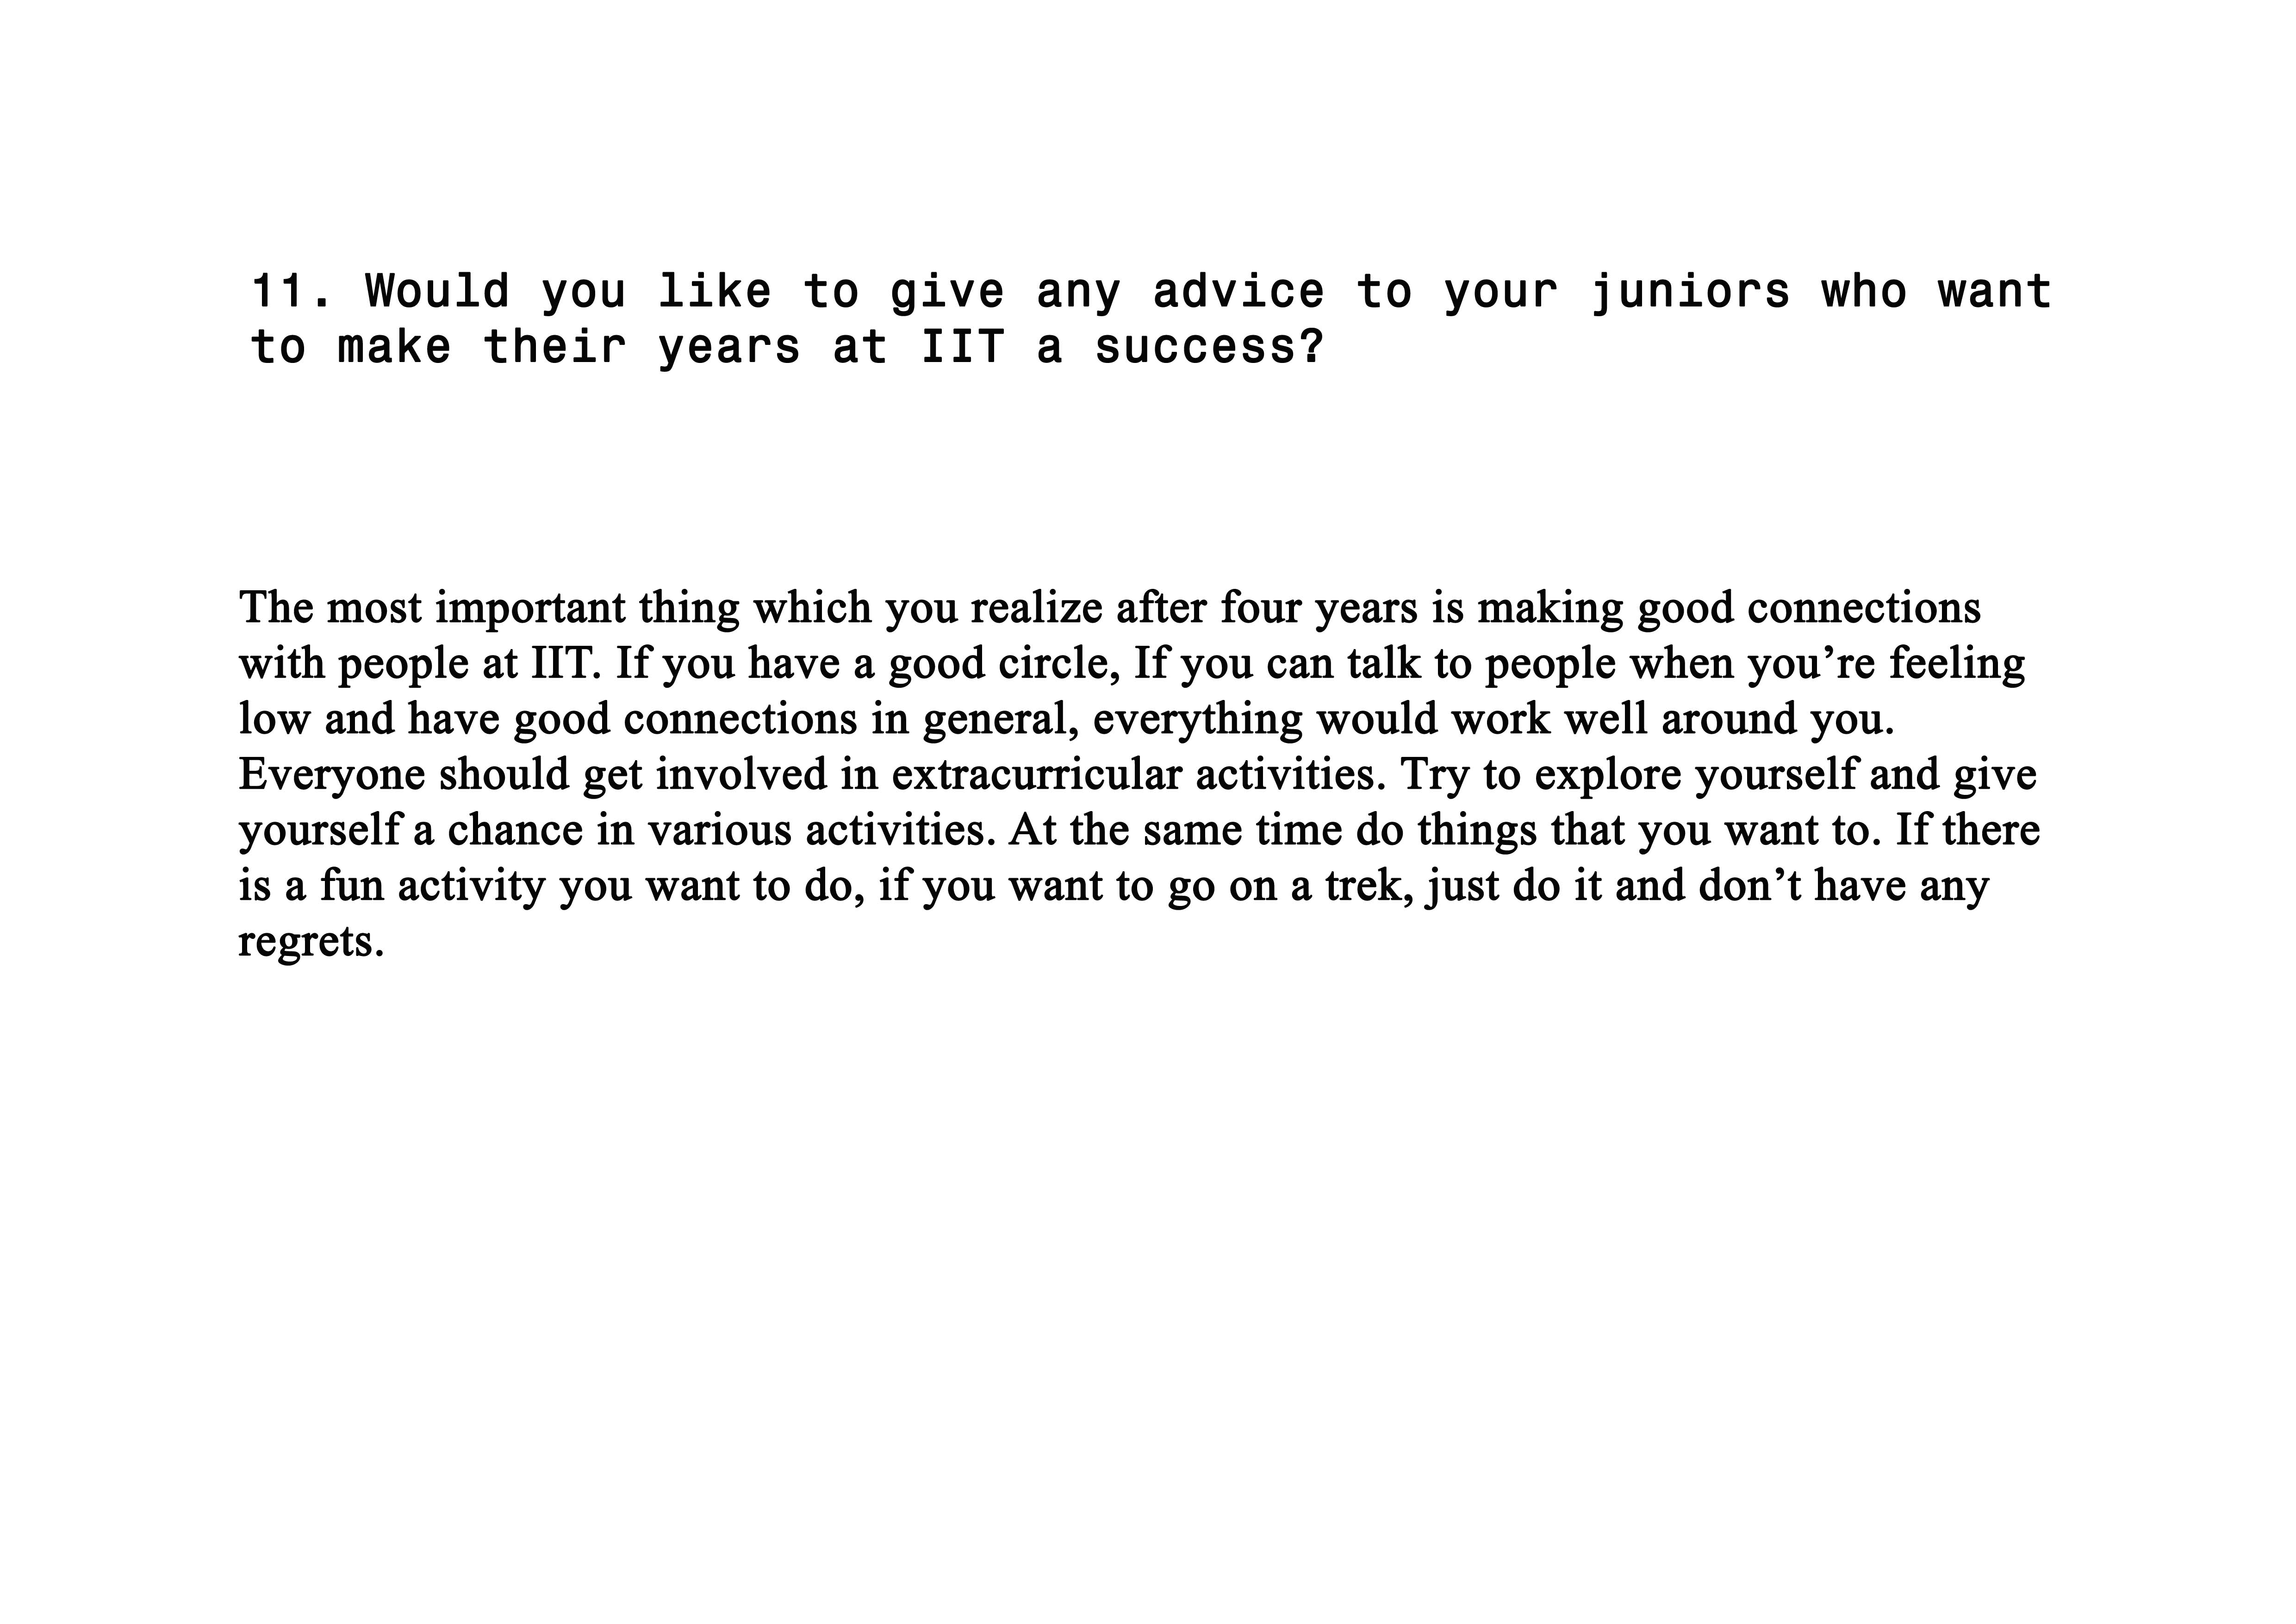 11. Would you like to give any advice to your juniors who want
to make their years at IIT a success?
The most important thing which you realize after four years is making good connections
with people at IIT. If you have a good circle, If you can talk to people when you’re feeling
low and have good connections in general, everything would work well around you.
Everyone should get involved in extracurricular activities. Try to explore yourself and give
yourself a chance in various activities. At the same time do things that you want to. If there
is a fun activity you want to do, if you want to go on a trek, just do it and don’t have any
regrets.